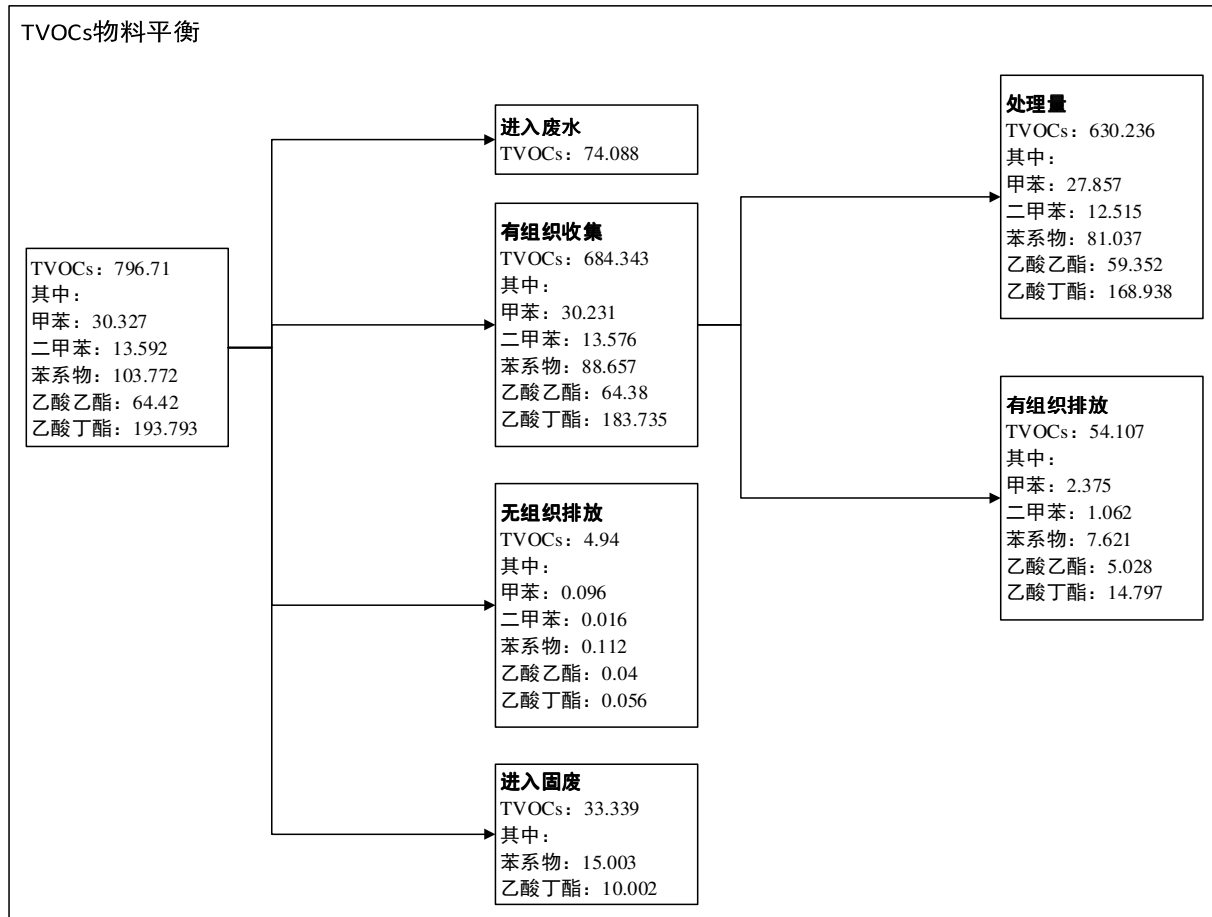 TVOCs物料平衡
TVOCs：796.71
其中：
甲苯：30.327
二甲苯：13.592
苯系物：103.772
乙酸乙酯：64.42
乙酸丁酯：193.793
进入废水
TVOCs：74.088
有组织收集
TVOCs：684.343
其中：
甲苯：30.231
二甲苯：13.576
苯系物：88.657
乙酸乙酯：64.38
乙酸丁酯：183.735
无组织排放
TVOCs：4.94
其中：
甲苯：0.096
二甲苯：0.016
苯系物：0.112
乙酸乙酯：0.04
乙酸丁酯：0.056
进入固废
TVOCs：33.339
其中：
苯系物：15.003
乙酸丁酯：10.002
处理量
TVOCs：630.236
其中：
甲苯：27.857
二甲苯：12.515
苯系物：81.037
乙酸乙酯：59.352
乙酸丁酯：168.938
有组织排放
TVOCs：54.107
其中：
甲苯：2.375
二甲苯：1.062
苯系物：7.621
乙酸乙酯：5.028
乙酸丁酯：14.797